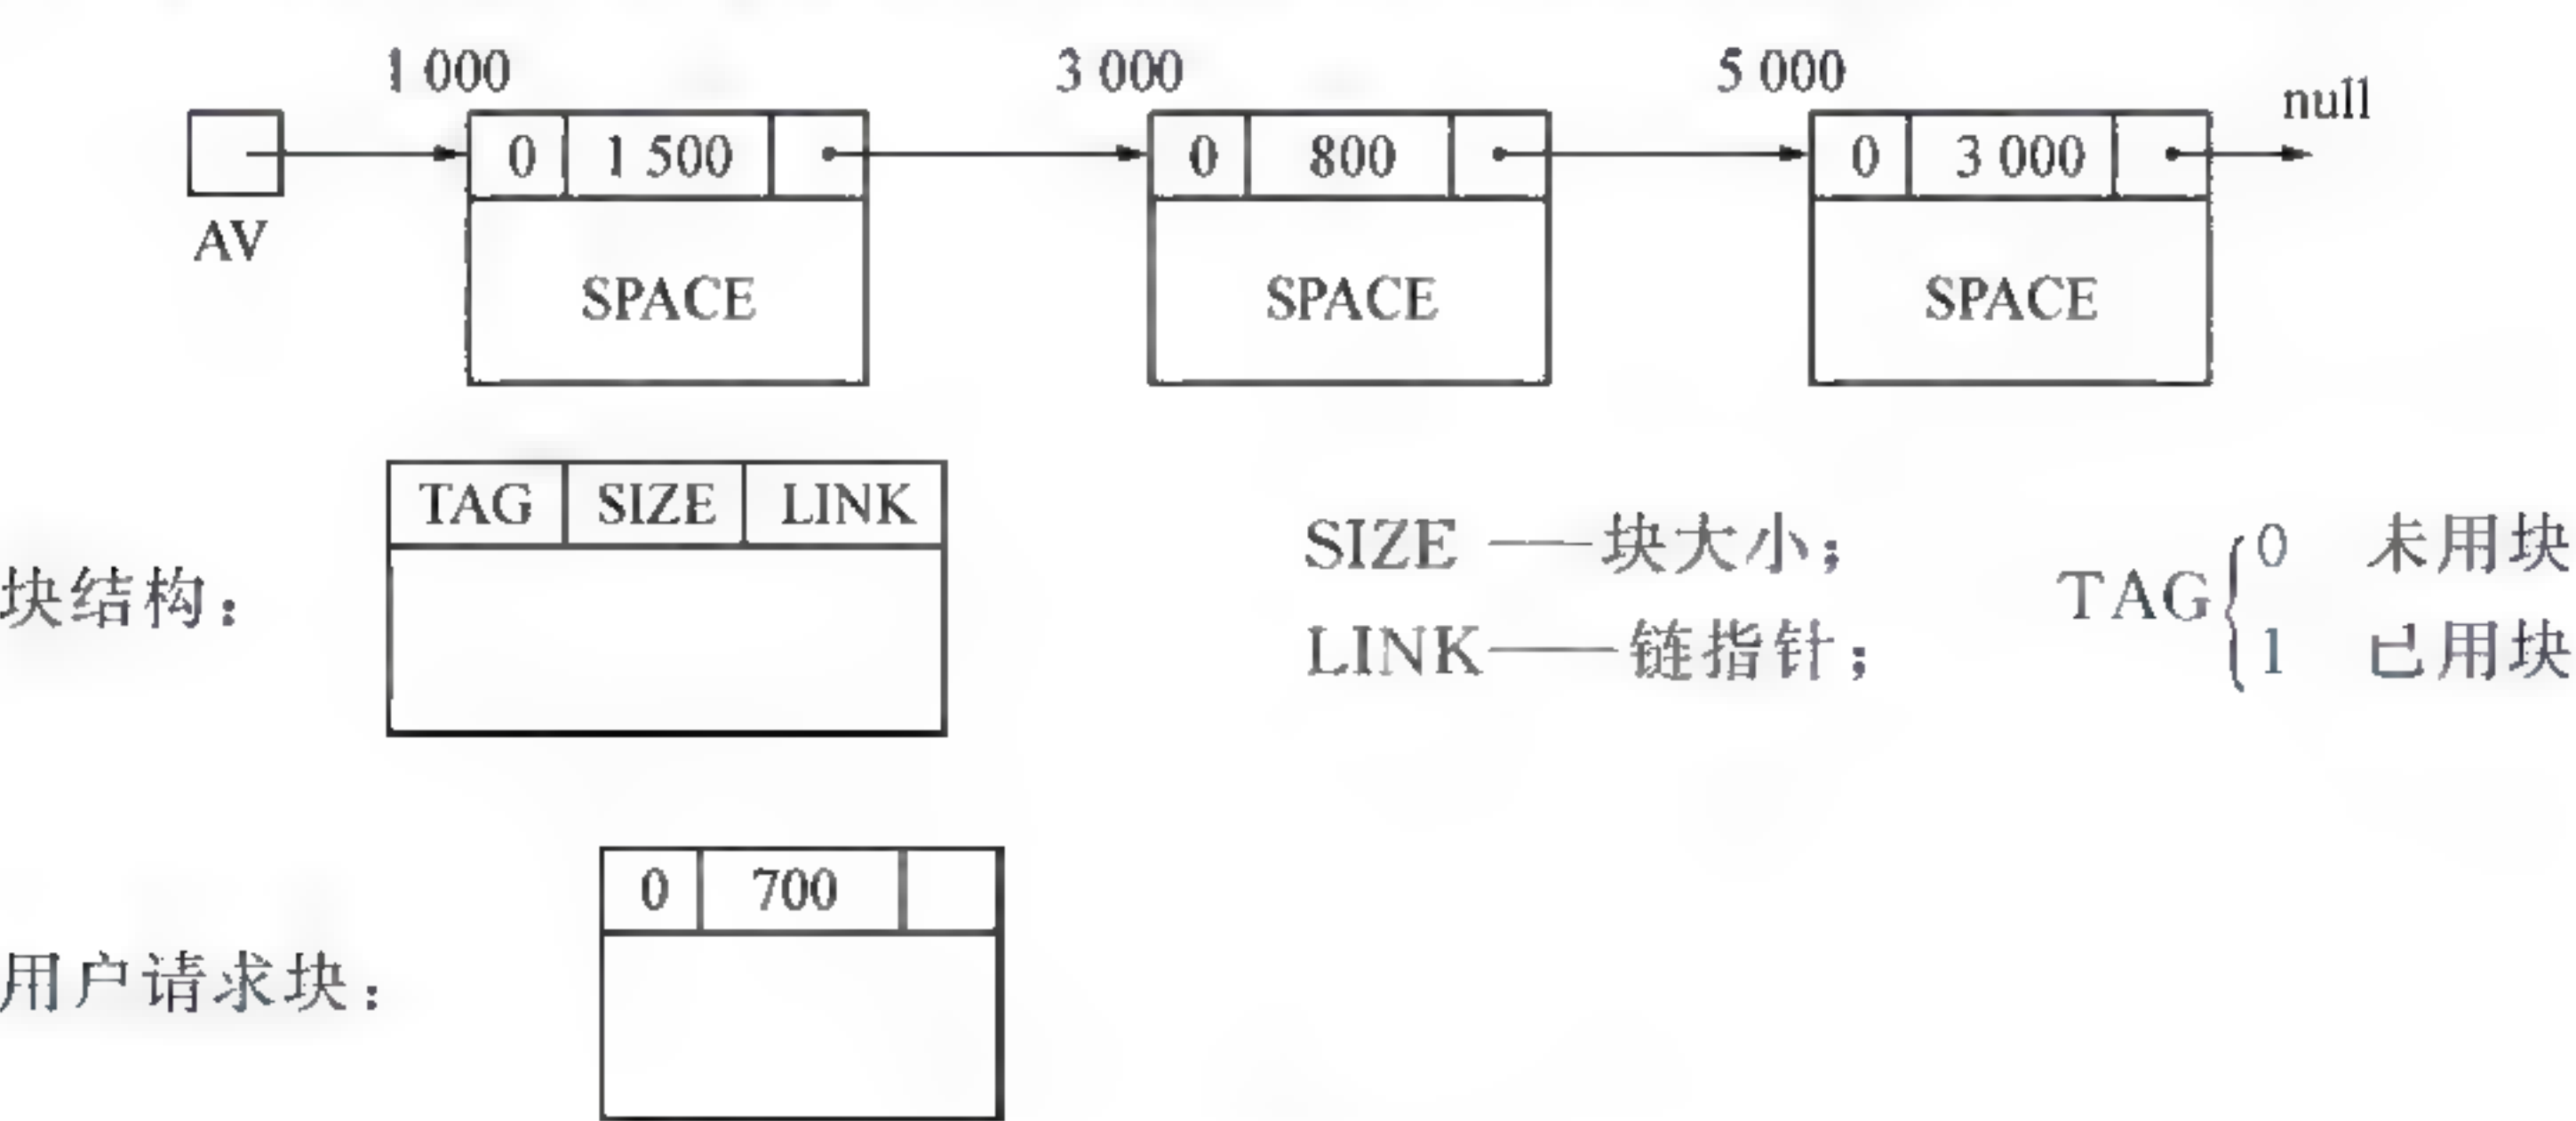 1 000 3 000 5 000 null
0 1 500 0 800 0 3 000
AV
SPACE SPACE SPACE
TAG SIZE LINK
块结构：
SIZE ——块大小；
LINK——链指针；
TAG { 0 未用块
1 已用块
0 700
用户请求块：